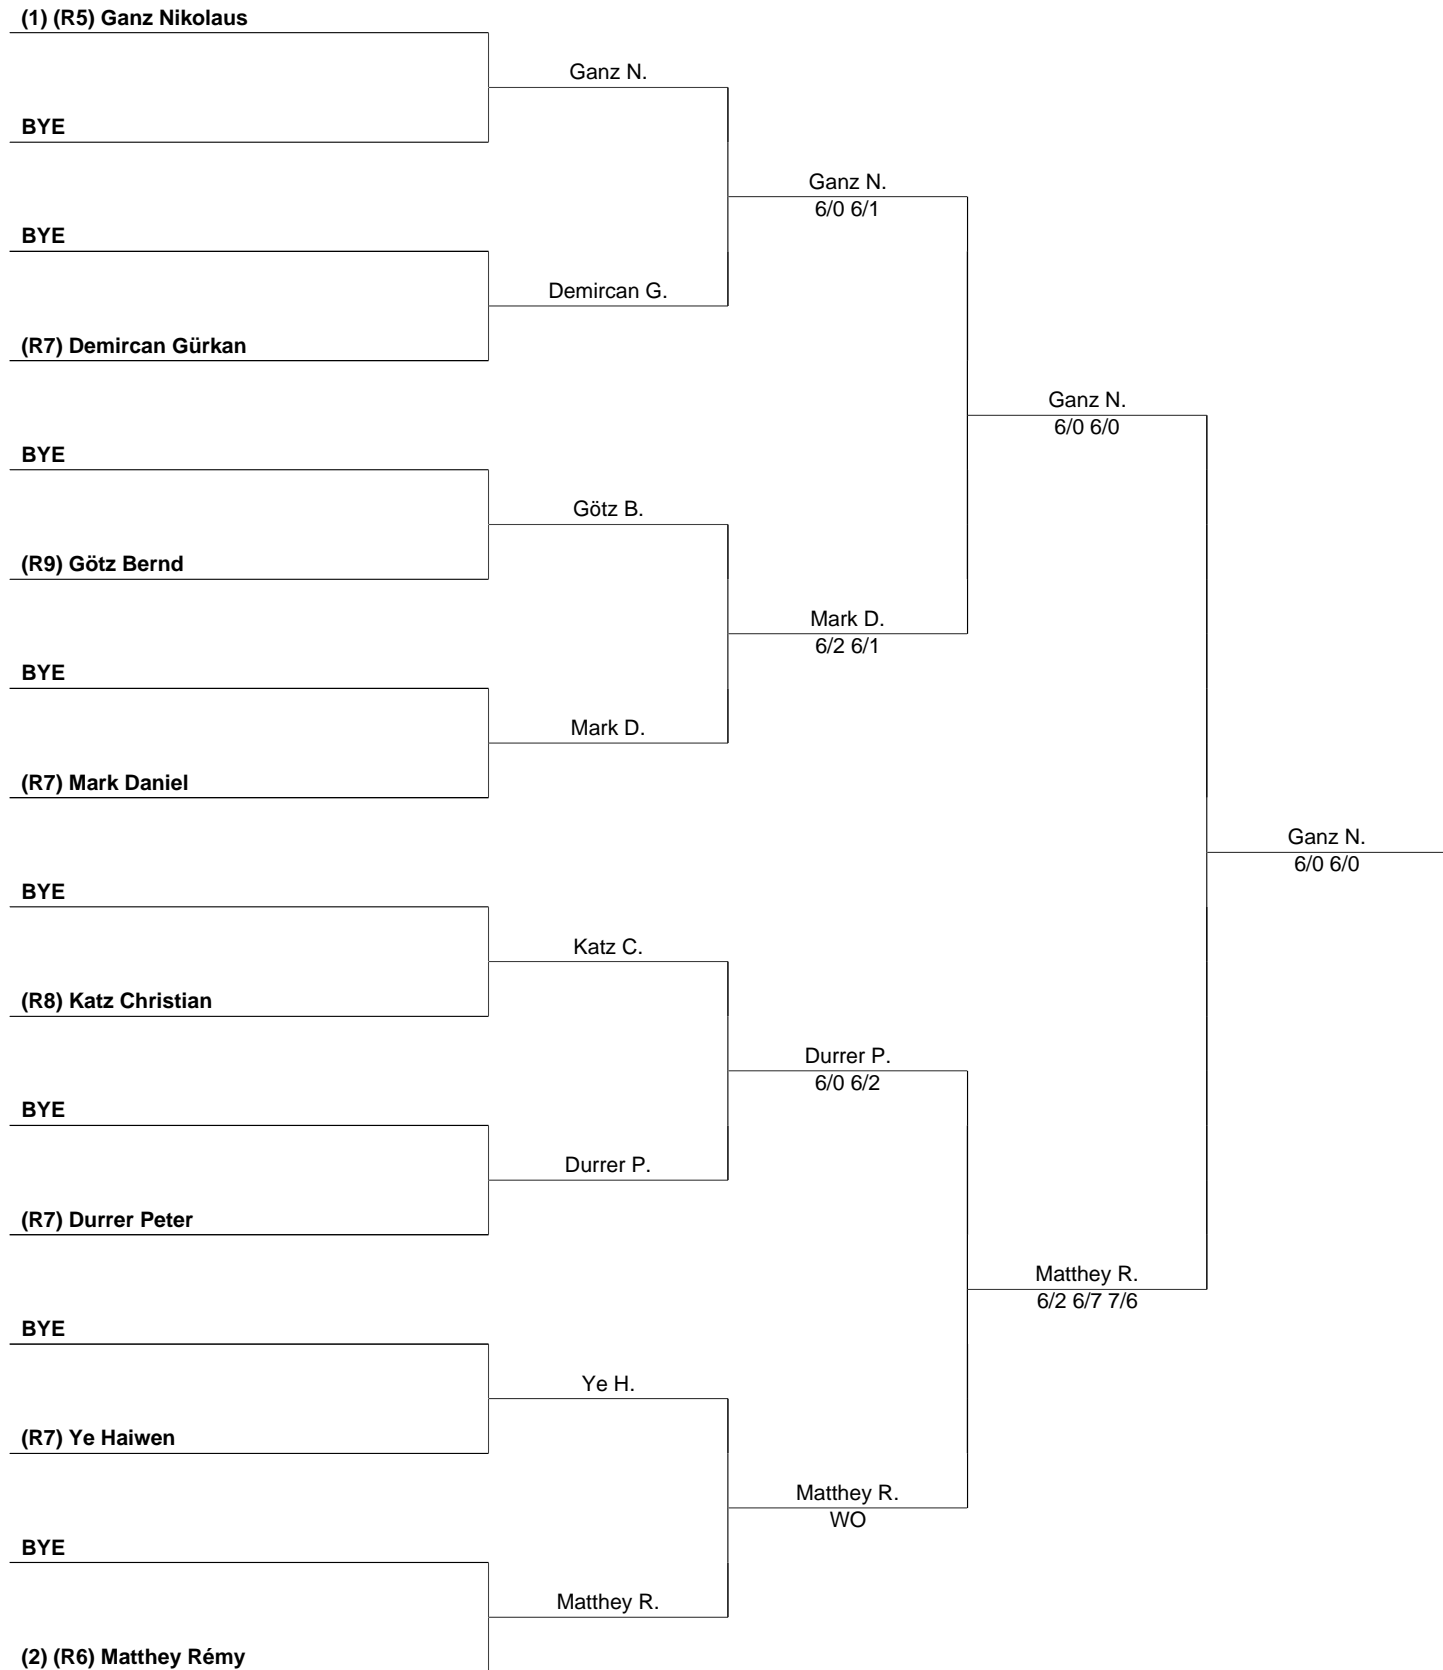 (1) (R5) Ganz Nikolaus
Ganz N.
BYE
Ganz N.
6/0 6/1
BYE
Demircan G.
(R7) Demircan Gürkan
Ganz N.
6/0 6/0
BYE
Götz B.
(R9) Götz Bernd
Mark D.
6/2 6/1
BYE
Mark D.
(R7) Mark Daniel
Ganz N.
6/0 6/0
BYE
Katz C.
(R8) Katz Christian
Durrer P.
6/0 6/2
BYE
Durrer P.
(R7) Durrer Peter
Matthey R.
6/2 6/7 7/6
BYE
Ye H.
(R7) Ye Haiwen
Matthey R.
WO
BYE
Matthey R.
(2) (R6) Matthey Rémy